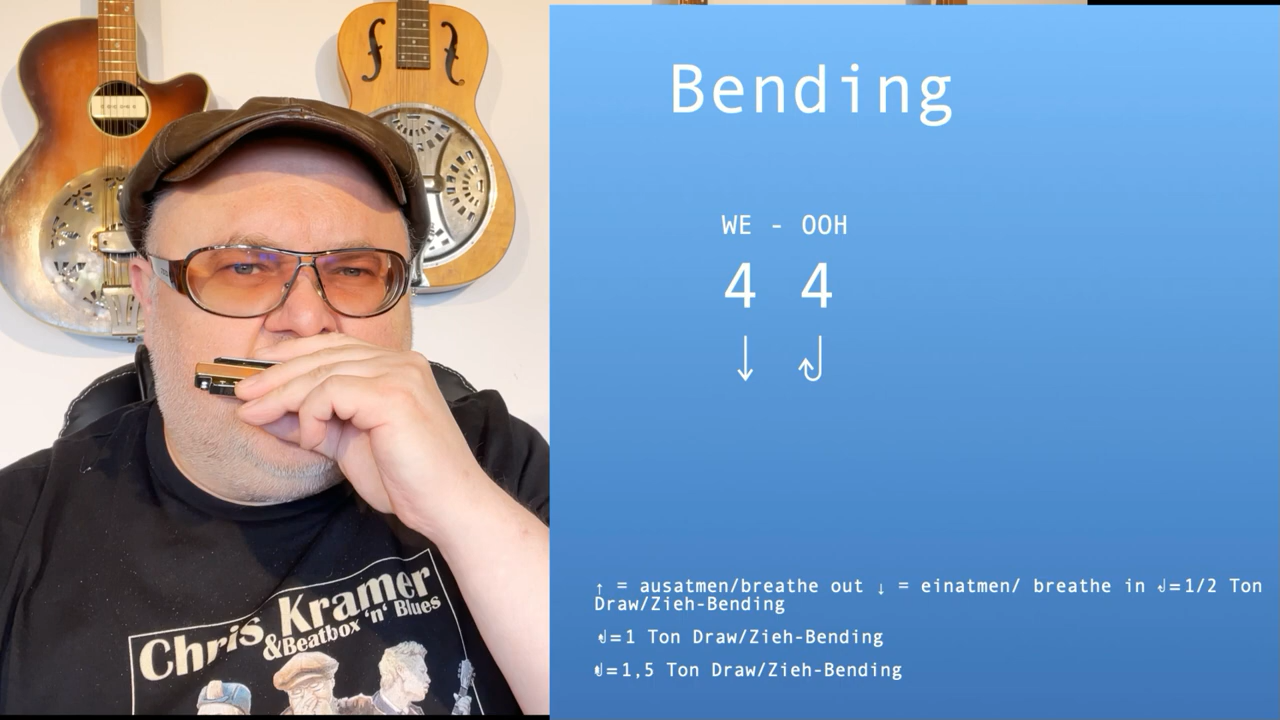 Bending
WE - OOH
4 4
↓ ⮍
↑ = ausatmen/breathe out ↓ = einatmen/ breathe in =1/2 Ton
Draw/Zieh-Bending
=1 Ton Draw/Zieh-Bending
=1,5 Ton Draw/Zieh-Bending
Chris Kramer
&Beatbox 'n' Blues